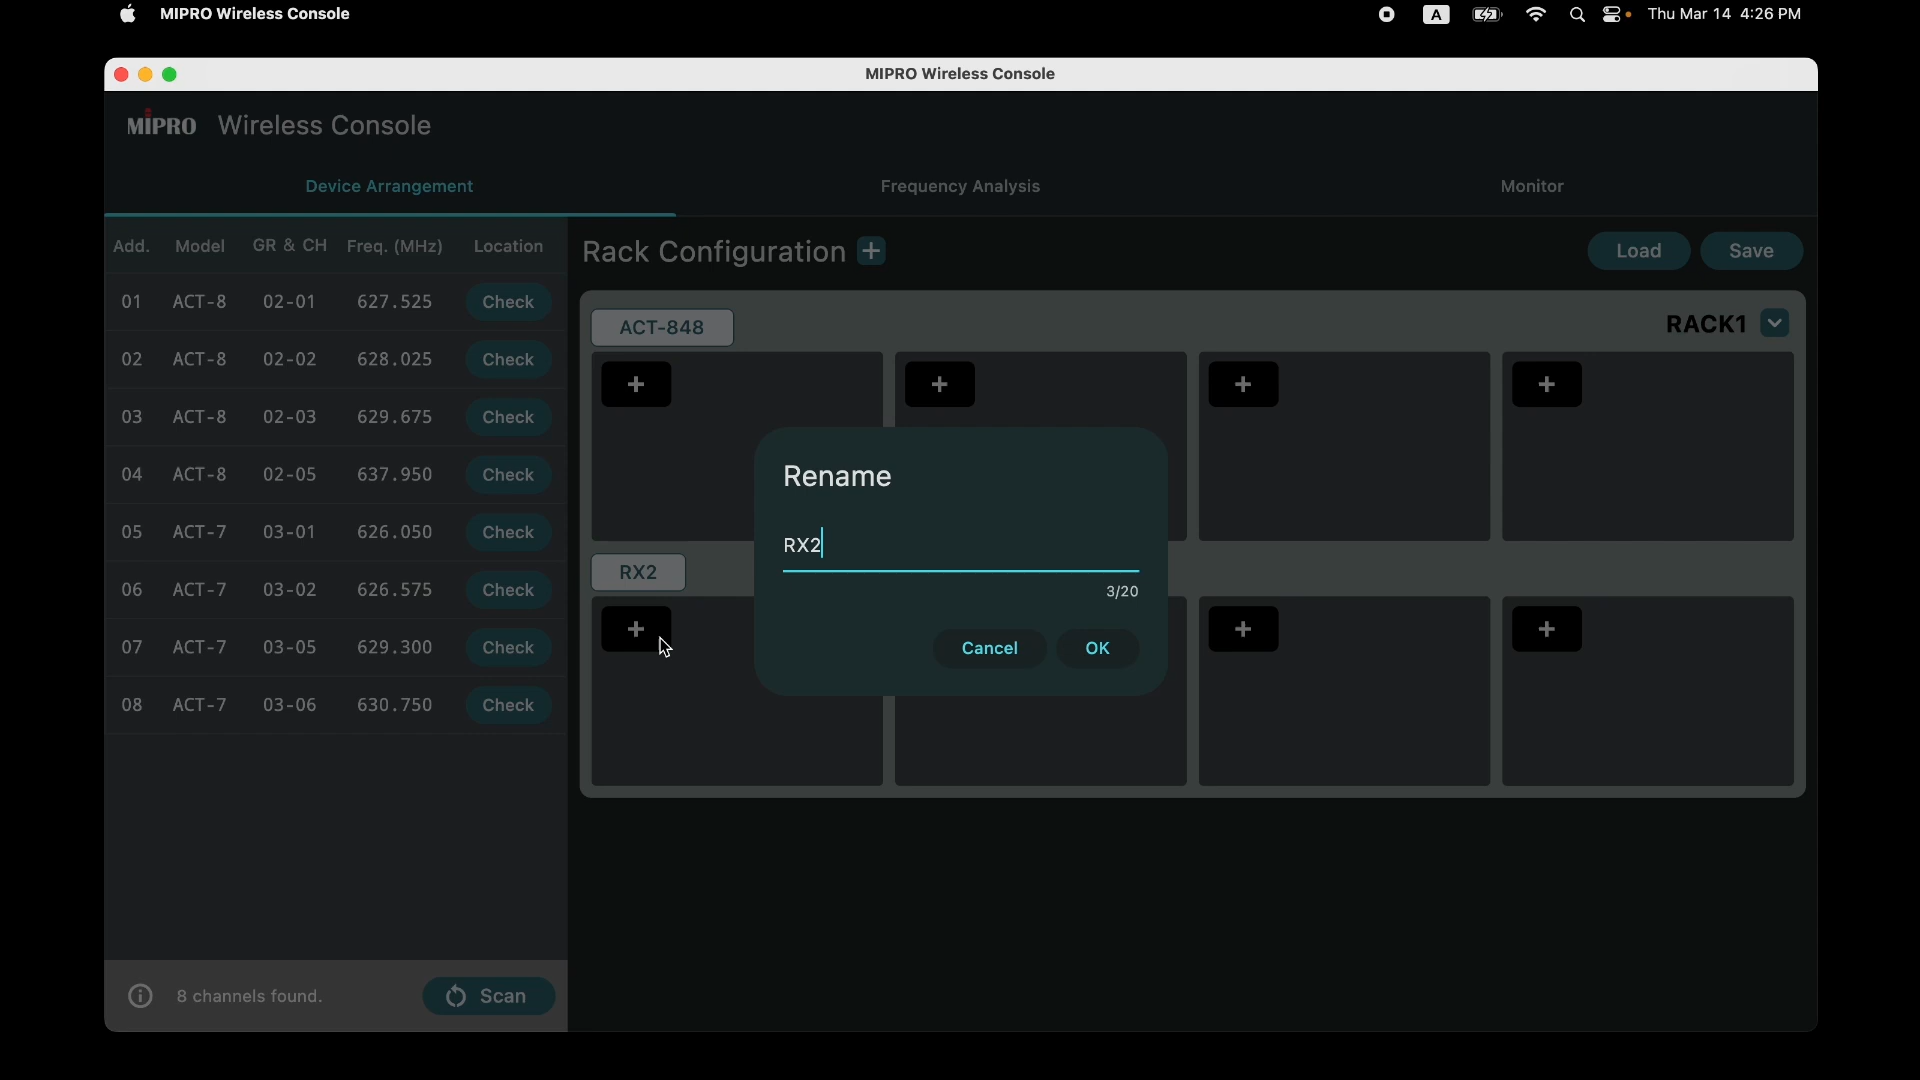 MIPRO Wireless Console
A
Thu Mar 14 4:26 PM
MIPRO Wireless Console
MIPRO Wireless Console
Device Arrangement
Frequency Analysis
Monitor
Add. Model GR & CH Freq. (MHz) Location
01 ACT-8 02-01 627.525 Check
02 ACT-8 02-02 628.025 Check
03 ACT-8 02-03 629.675 Check
04 ACT-8 02-05 637.950 Check
05 ACT-7 03-01 626.050 Check
06 ACT-7 03-02 626.575 Check
07 ACT-7 03-05 629.300 Check
08 ACT-7 03-06 630.750 Check
8 channels found.
Scan
Rack Configuration +
Load
Save
ACT-848
RACK1
+ + + +
RX2
+ + +
Rename
RX2
3/20
Cancel
OK